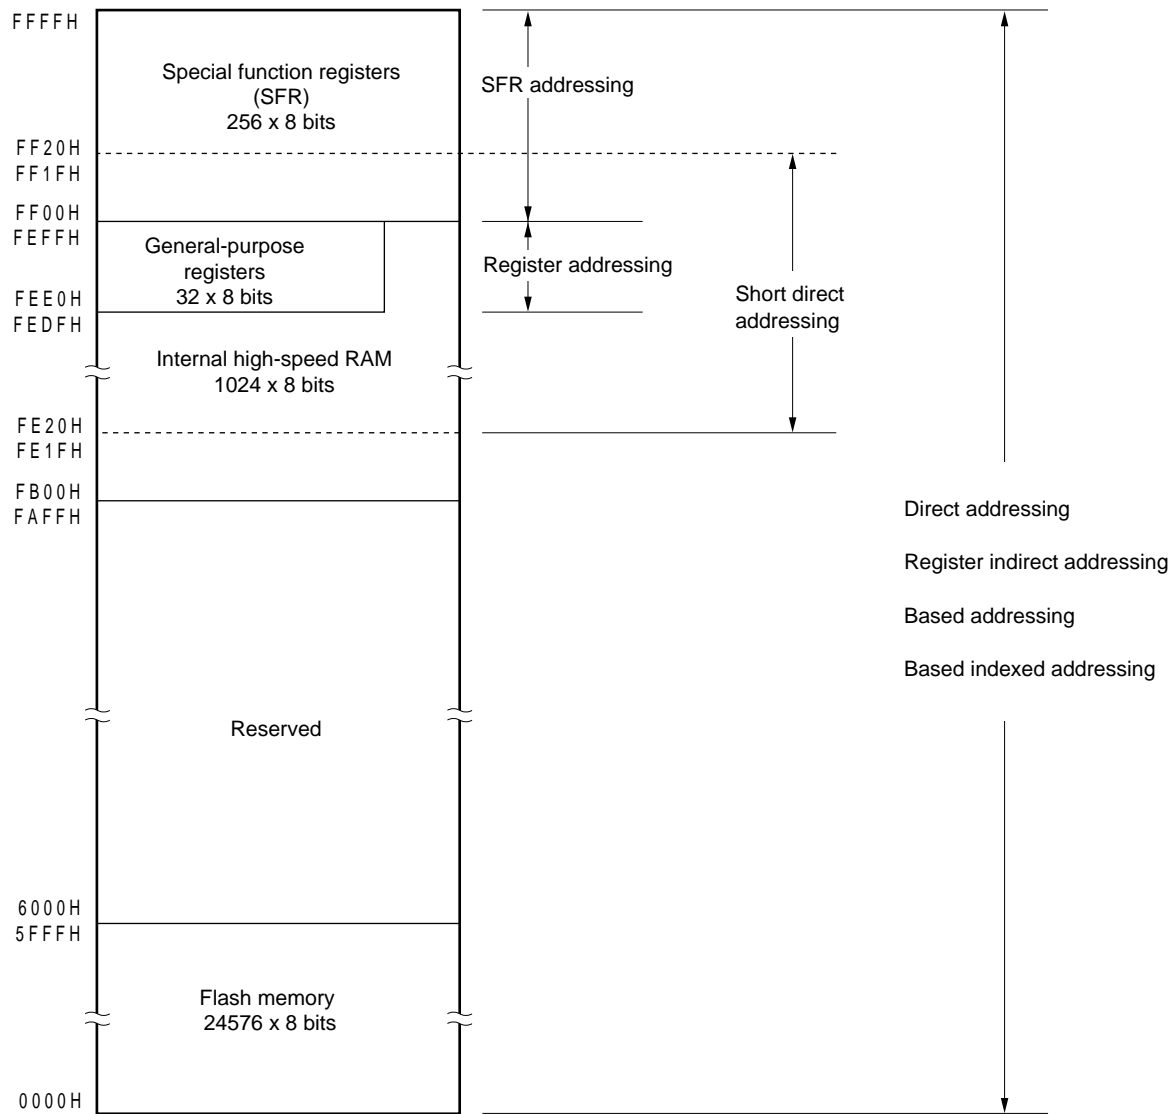 FFFFH
Special function registers
(SFR)
256 x 8 bits
SFR addressing
FF20H
FF1FH
FF00H
FEFFH
General-purpose
registers
32 x 8 bits
Register addressing
FEE0H
FEDFH
Short direct
addressing
Internal high-speed RAM
1024 x 8 bits
FE20H
FE1FH
FB00H
FAFFH
Direct addressing
Register indirect addressing
Based addressing
Based indexed addressing
Reserved
6000H
5FFFH
Flash memory
24576 x 8 bits
0000H